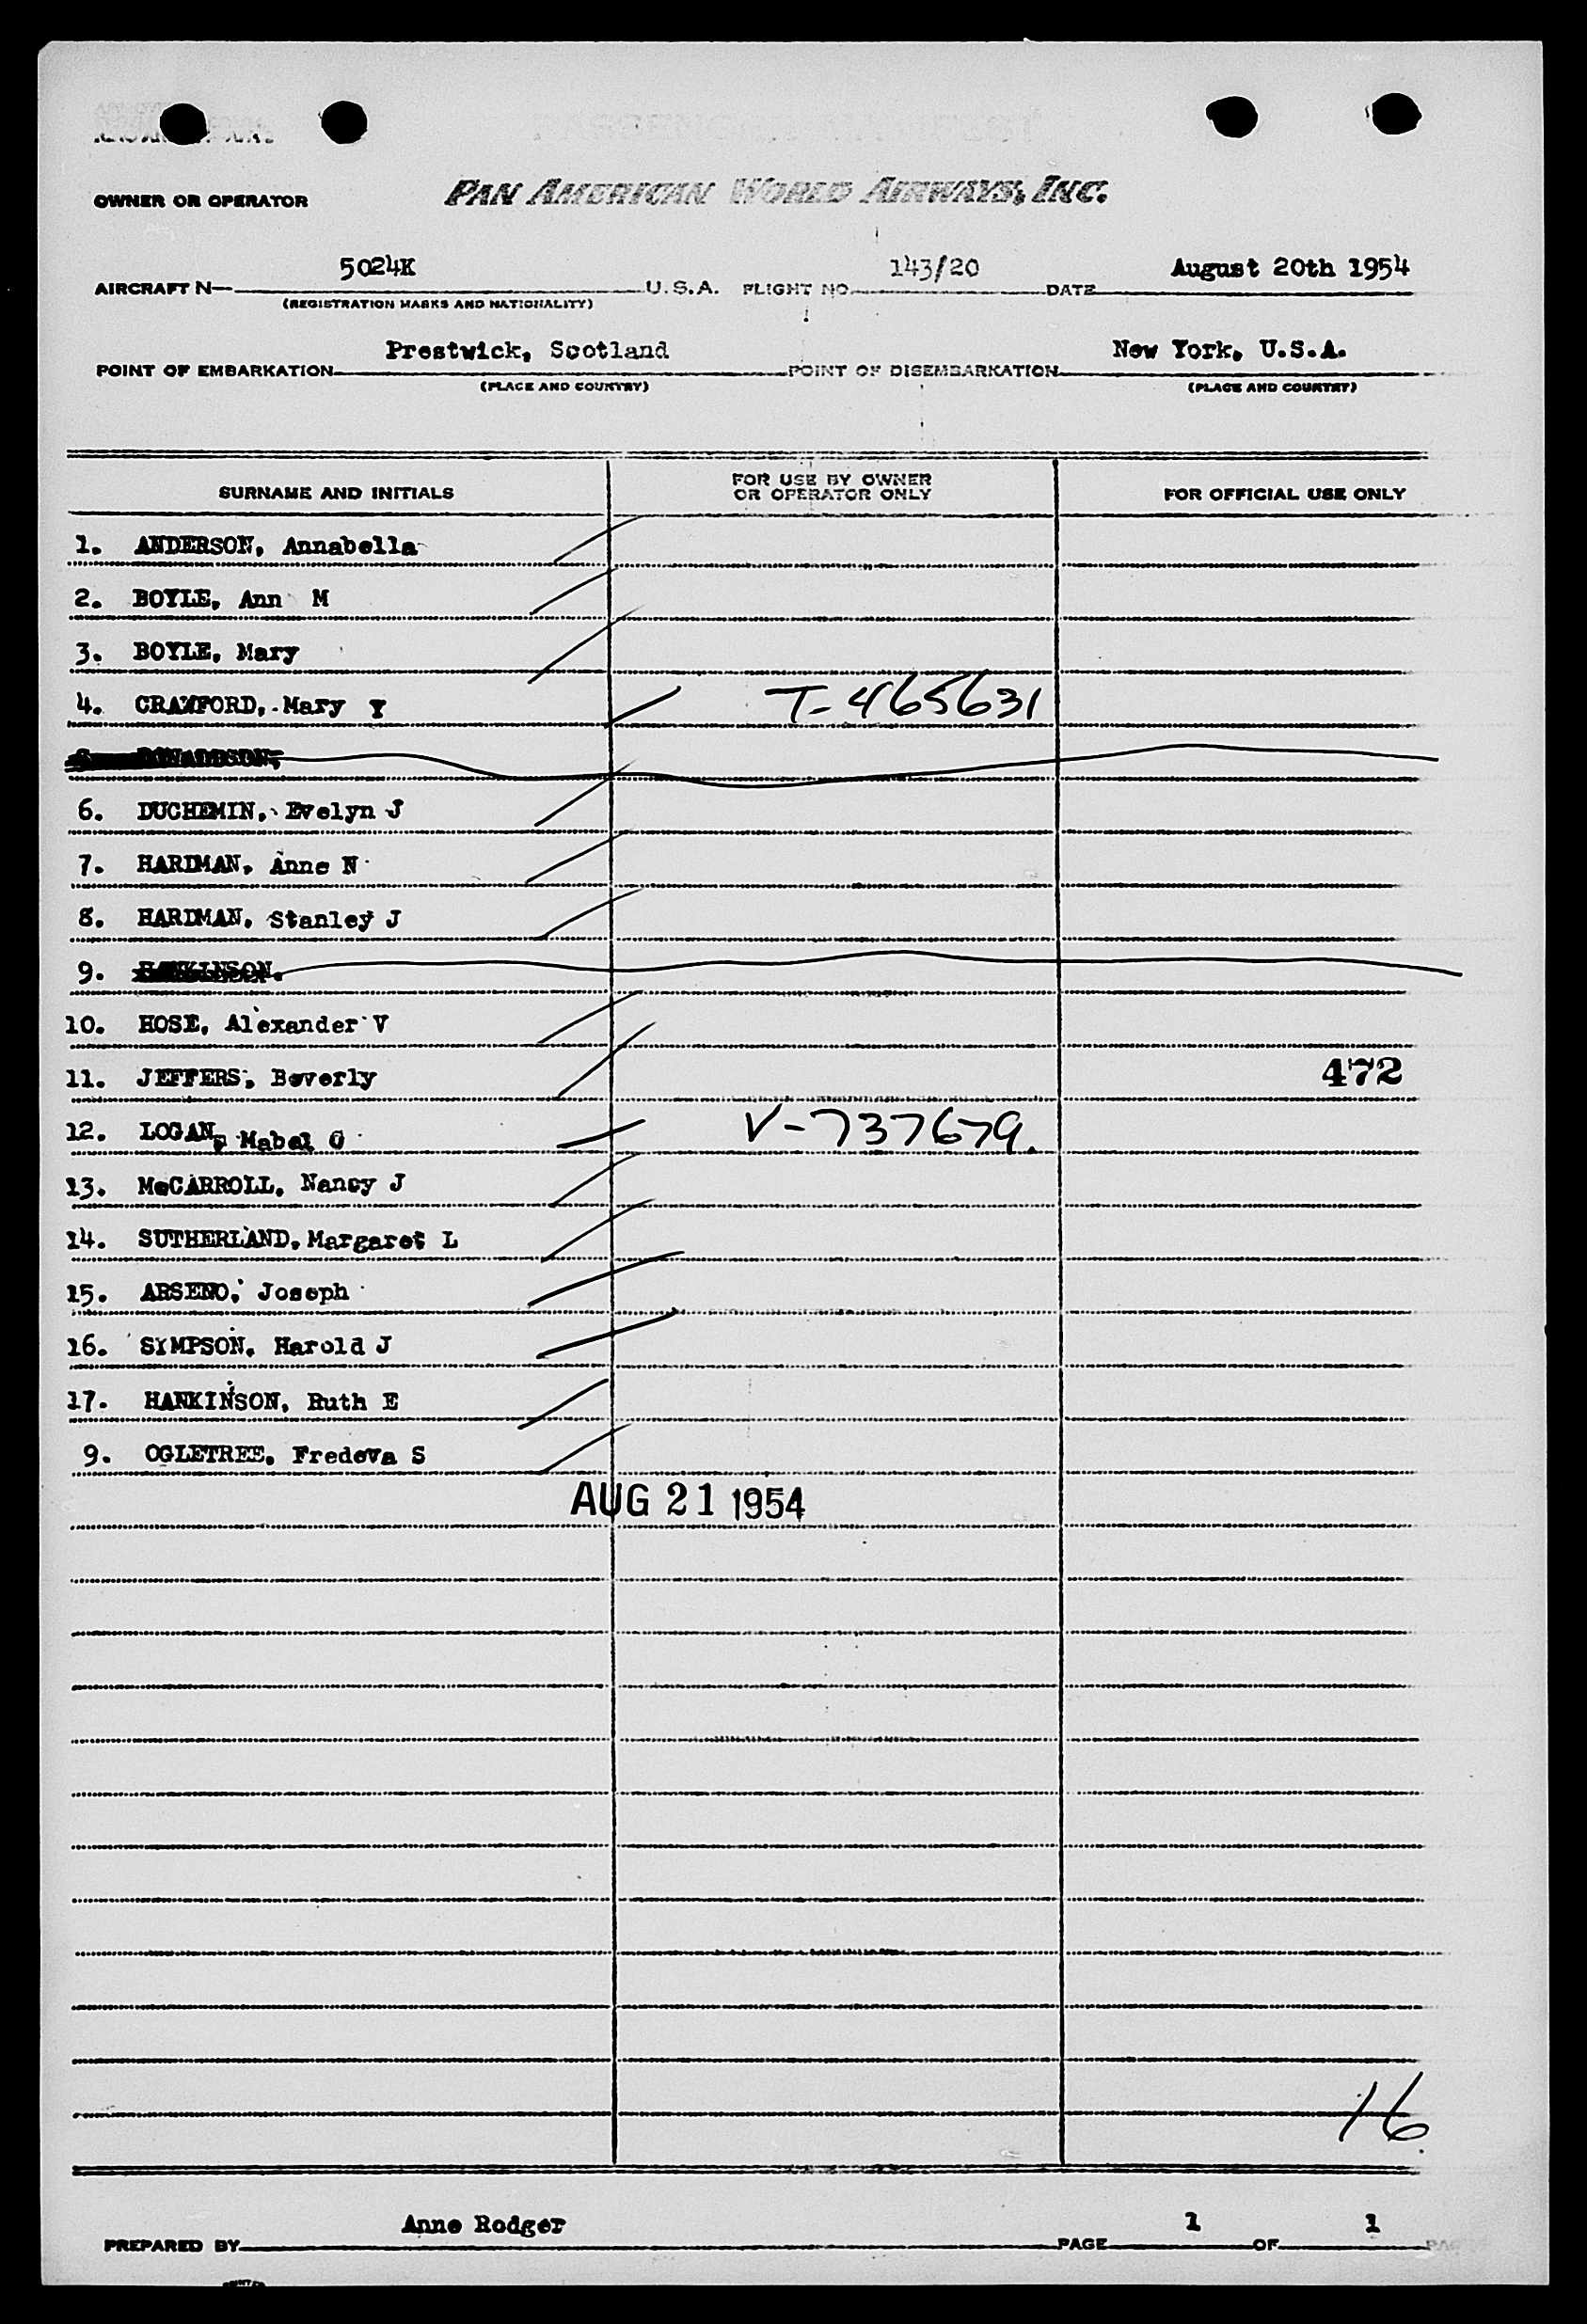 OWNER OR OPERATOR PAN AMERICAN WORLD AIRWAYS, INC.
AIRCRAFT N— 5024K U.S.A. FLIGHT NO. 143/20 DATE August 20th 1954
(REGISTRATION MARKS AND NATIONALITY)
POINT OF EMBARKATION Prestwick, Scotland POINT OF DISEMBARKATION New York, U.S.A.
(PLACE AND COUNTRY) (PLACE AND COUNTRY)
SURNAME AND INITIALS FOR USE BY OWNER OR OPERATOR ONLY FOR OFFICIAL USE ONLY
1. ANDERSON, Annabella
2. BOYLE, Ann M
3. BOYLE, Mary
4. CRAWFORD, Mary Y T-465631
DONALDSON,
6. DUCHEMIN, Evelyn J
7. HARDMAN, Anne N
8. HARDMAN, Stanley J
9. HANKINSON.
10. HOSE, Alexander V
11. JEFFERS, Beverly 472
12. LOGAN, Mabel G V-737679.
13. McCARROLL, Nancy J
14. SUTHERLAND, Margaret L
15. ARSENO, Joseph
16. SYMPSON, Harold J
17. HANKINSON, Ruth E
9. OGLETREE, Fredeva S
AUG 21 1954
16
PREPARED BY Anne Rodger PAGE 1 OF 1